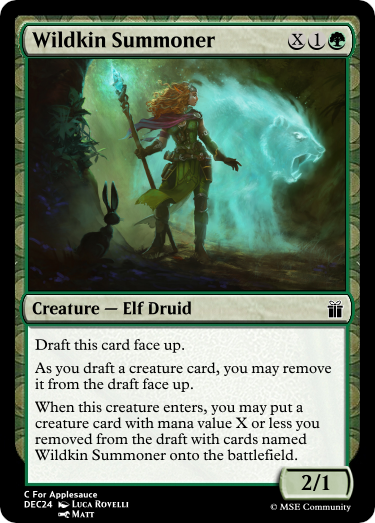 Wildkin Summoner X 1
Creature — Elf Druid
Draft this card face up.
As you draft a creature card, you may remove
it from the draft face up.
When this creature enters, you may put a
creature card with mana value X or less you
removed from the draft with cards named
Wildkin Summoner onto the battlefield.
2/1
C For Applesauce
DEC24 Luca Rovelli
Matt
© MSE Community